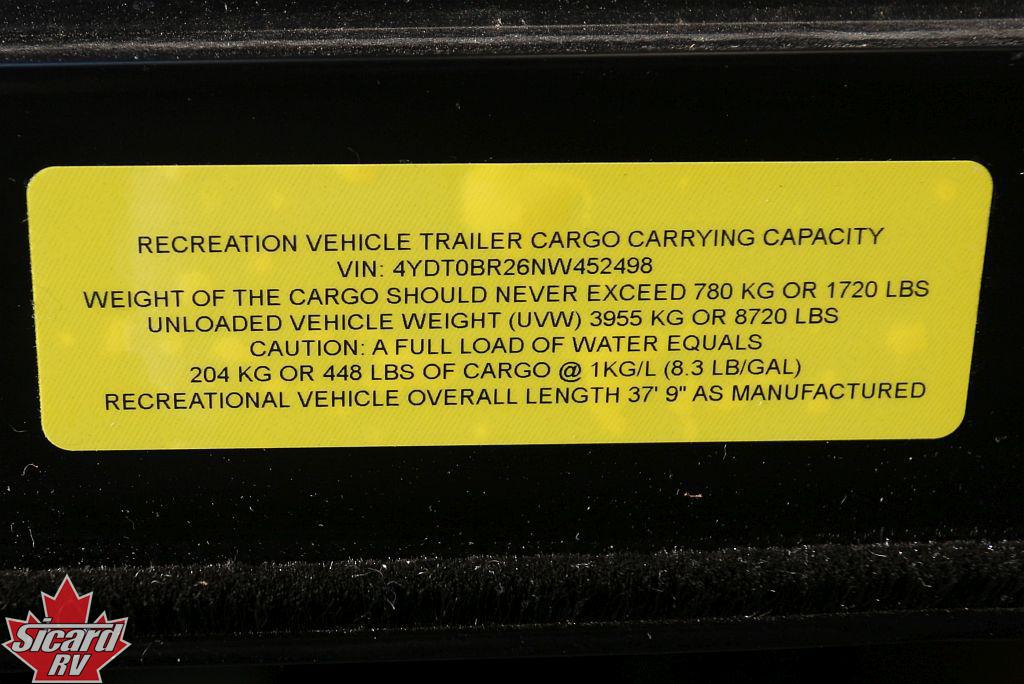 RECREATION VEHICLE TRAILER CARGO CARRYING CAPACITY
VIN: 4YDT0BR26NW452498
WEIGHT OF THE CARGO SHOULD NEVER EXCEED 780 KG OR 1720 LBS
UNLOADED VEHICLE WEIGHT (UVW) 3955 KG OR 8720 LBS
CAUTION: A FULL LOAD OF WATER EQUALS
204 KG OR 448 LBS OF CARGO @ 1KG/L (8.3 LB/GAL)
RECREATIONAL VEHICLE OVERALL LENGTH 37' 9" AS MANUFACTURED
Sicard
RV